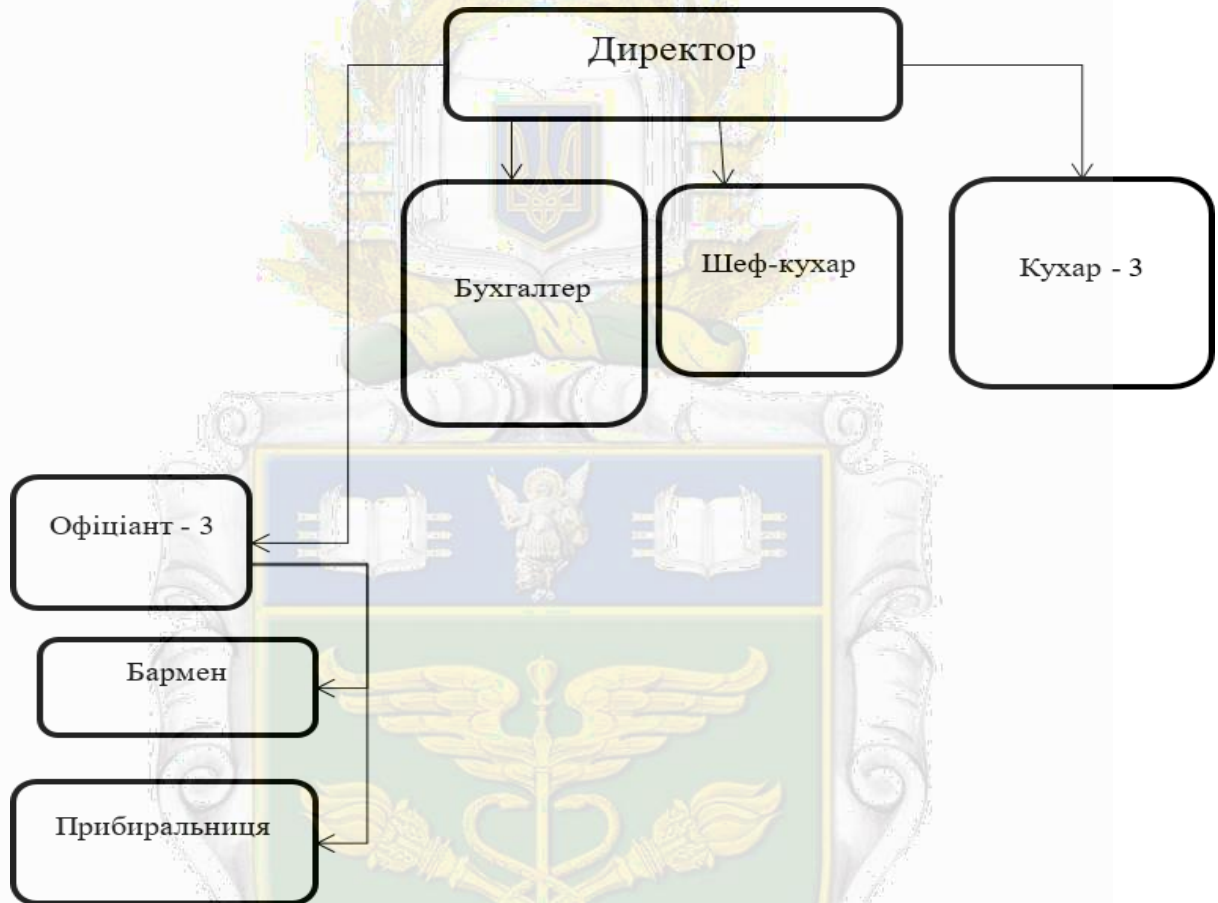 Директор
Бухгалтер
Шеф-кухар
Кухар - 3
Офіціант - 3
Бармен
Прибиральниця